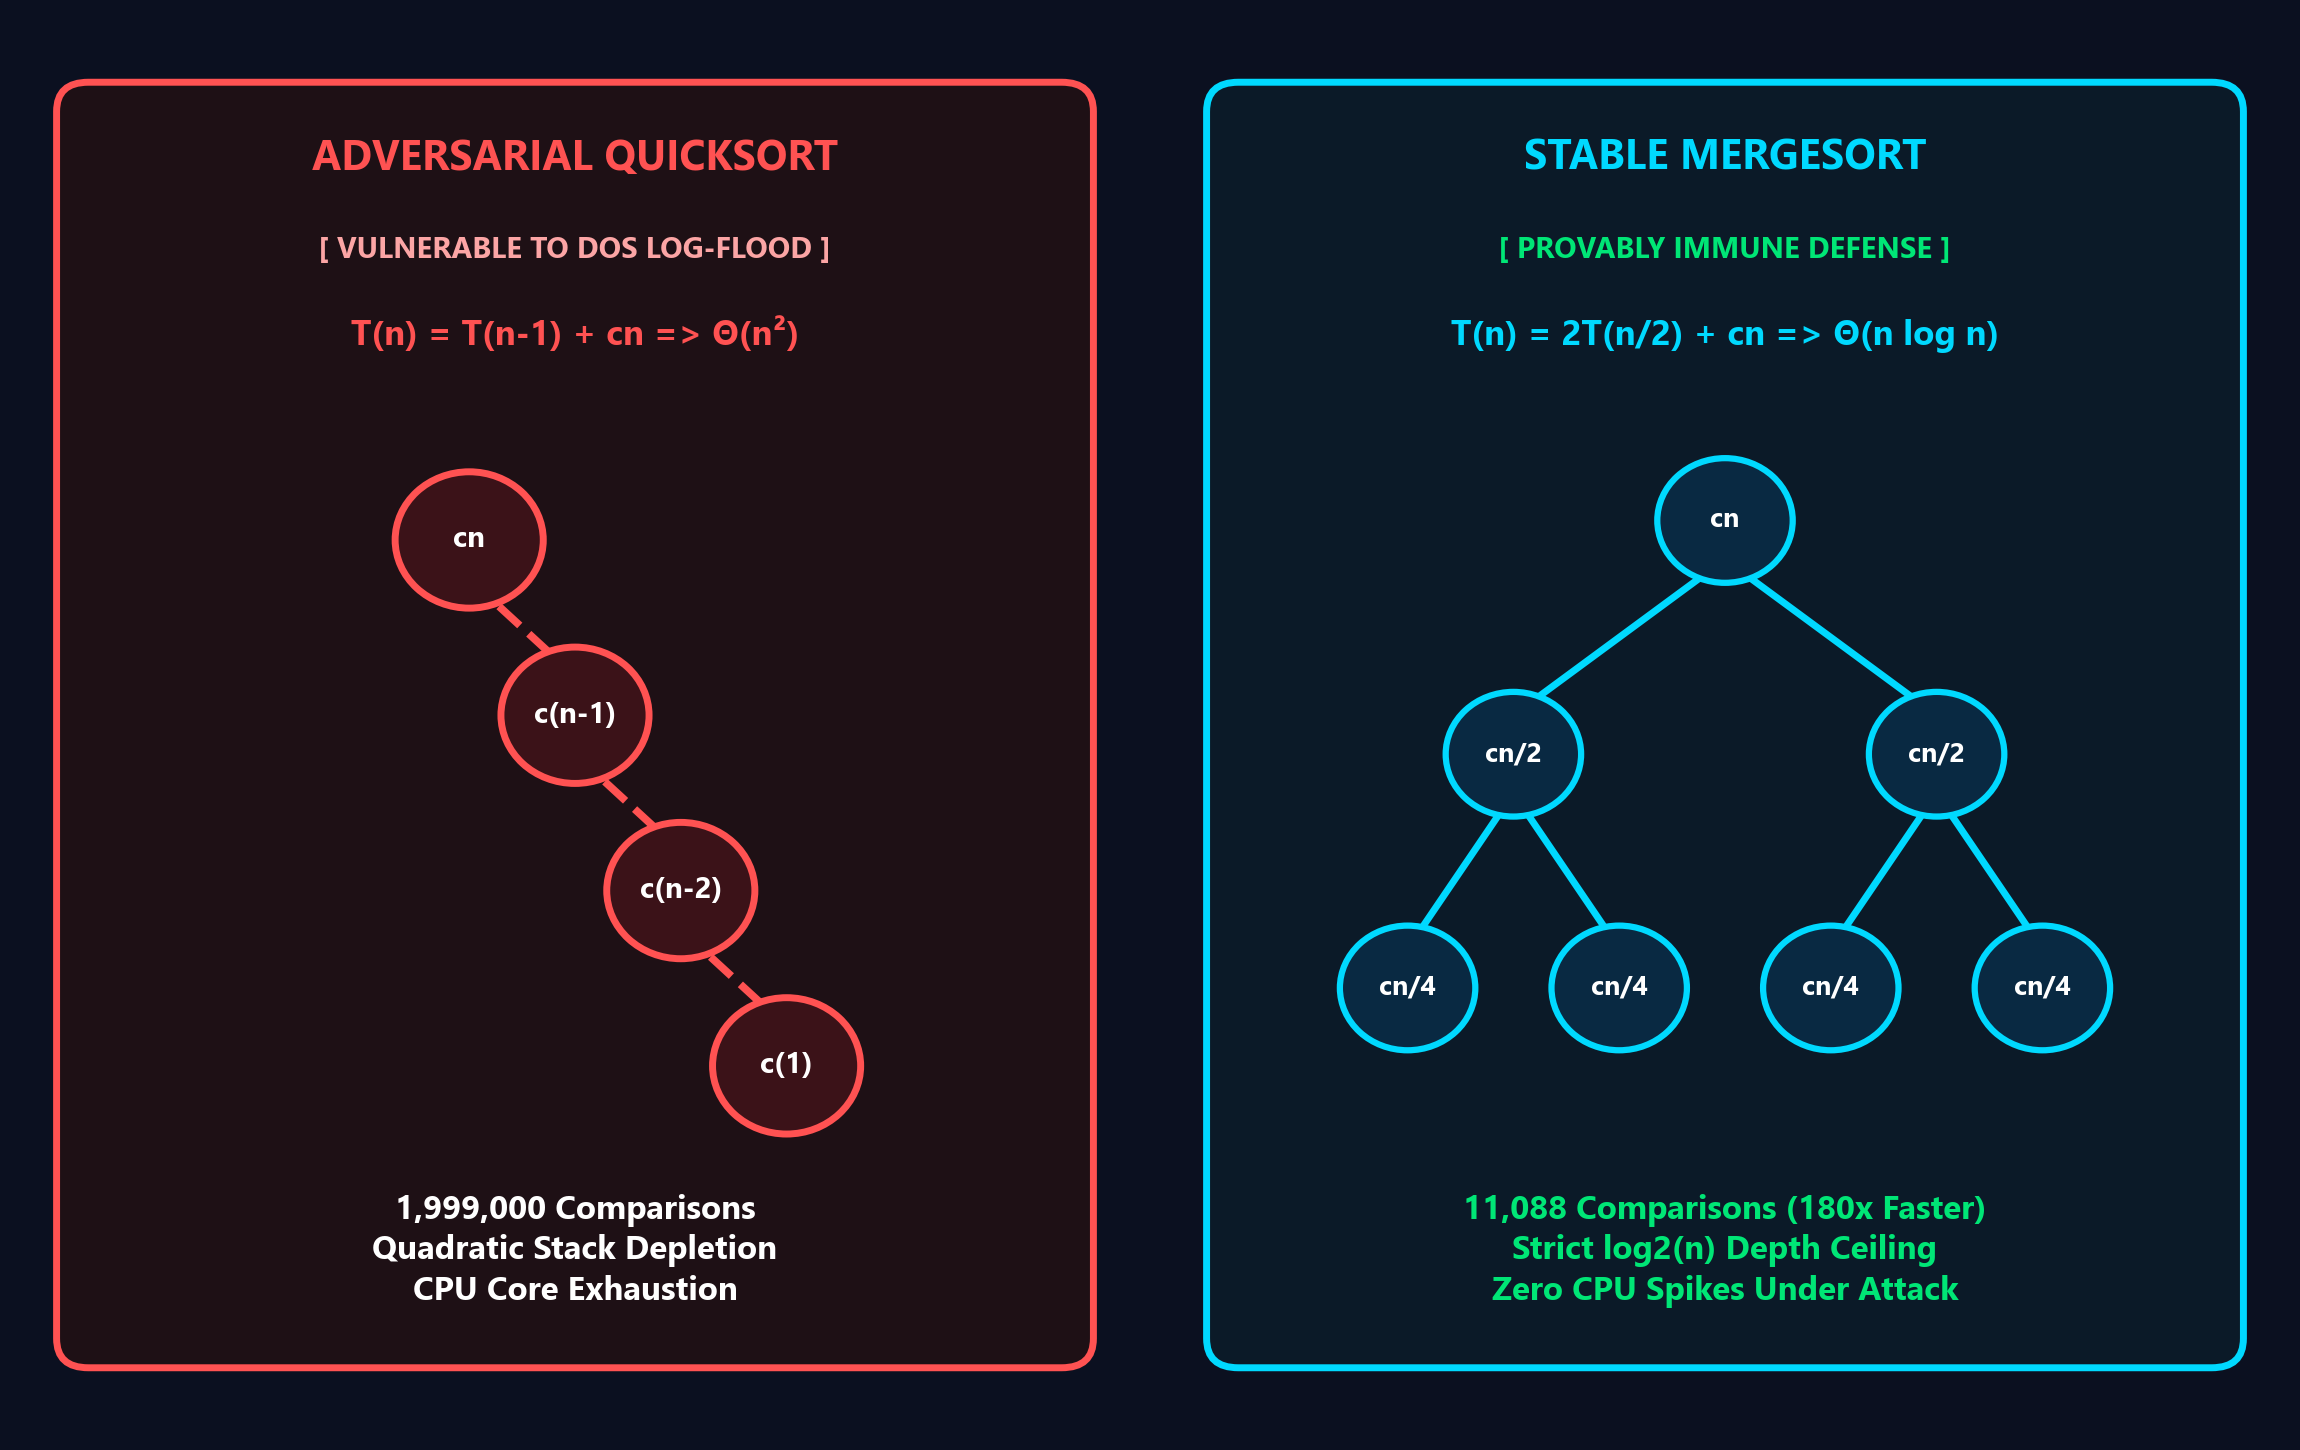 ADVERSARIAL QUICKSORT
[ VULNERABLE TO DOS LOG-FLOOD ]
T(n) = T(n-1) + cn => Θ(n²)
cn
c(n-1)
c(n-2)
c(1)
1,999,000 Comparisons
Quadratic Stack Depletion
CPU Core Exhaustion
STABLE MERGESORT
[ PROVABLY IMMUNE DEFENSE ]
T(n) = 2T(n/2) + cn => Θ(n log n)
cn
cn/2 cn/2
cn/4 cn/4 cn/4 cn/4
11,088 Comparisons (180x Faster)
Strict log2(n) Depth Ceiling
Zero CPU Spikes Under Attack